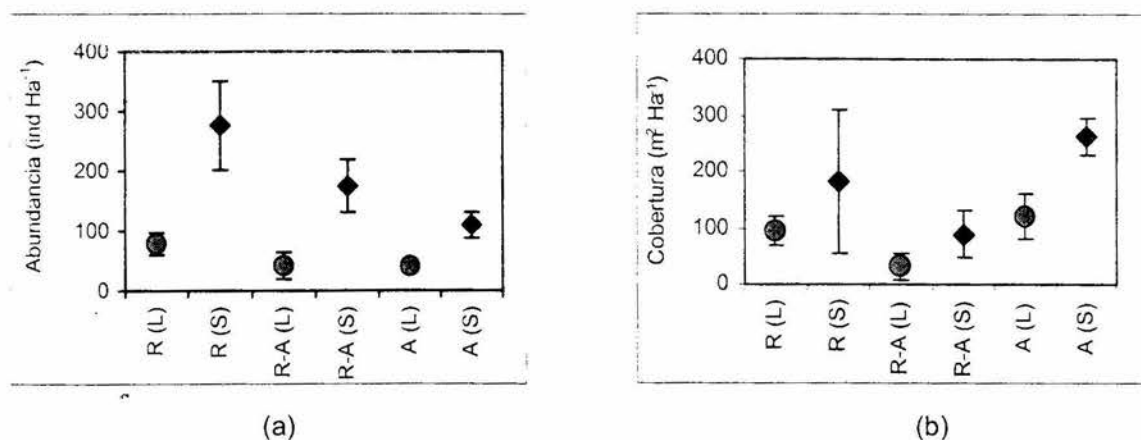 400
300
200
100
0
Abundancia (ind Ha⁻¹)
R (L)
R (S)
R-A (L)
R-A (S)
A (L)
A (S)
(a)
400
300
200
100
0
Cobertura (m² Ha⁻¹)
R (L)
R (S)
R-A (L)
R-A (S)
A (L)
A (S)
(b)